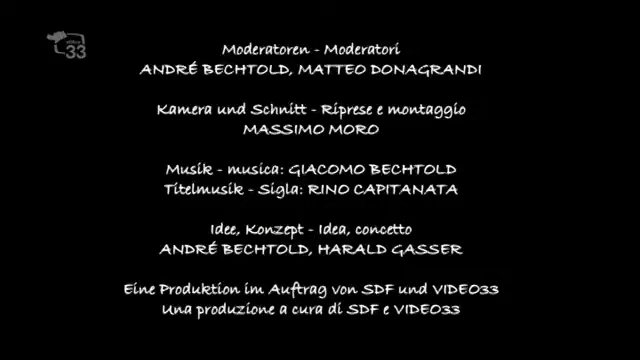 33
Moderatoren - Moderatori
ANDRÉ BECHTOLD, MATTEO DONAGRANDI
Kamera und Schnitt - Riprese e montaggio
MASSIMO MORO
Musik - musica: GIACOMO BECHTOLD
Titelmusik - Sigla: RINO CAPITANATA
Idee, Konzept - Idea, concetto
ANDRÉ BECHTOLD, HARALD GASSER
Eine Produktion im Auftrag von SDF und VIDEO33
Una produzione a cura di SDF e VIDEO33